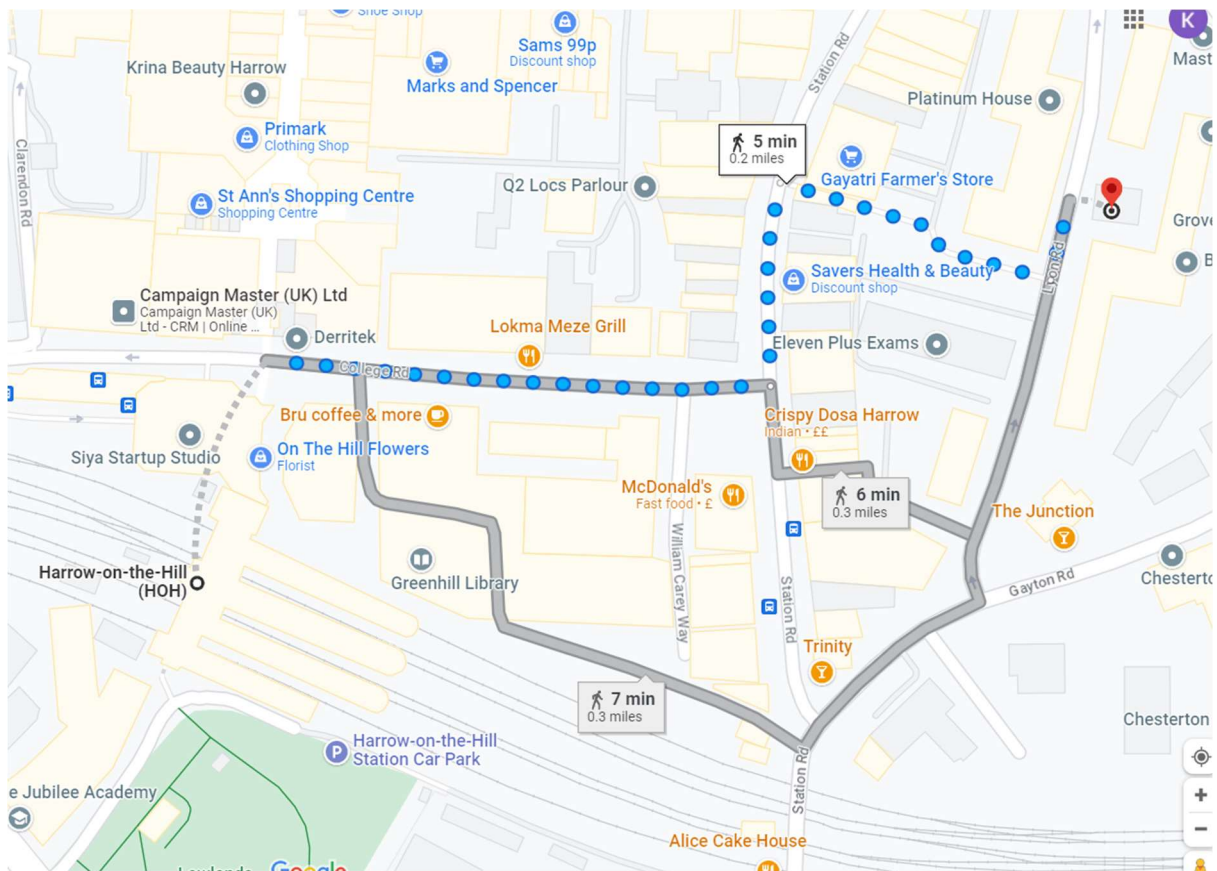 Shoe Shop
Sams 99p
Discount shop
K
Mast
Station Rd
Krina Beauty Harrow
Marks and Spencer
Platinum House
Primark
Clothing Shop
5 min
0.2 miles
Clarendon Rd
Gayatri Farmer's Store
Q2 Locs Parlour
St Ann's Shopping Centre
Shopping Centre
Grove
B
Lyon Rd
Savers Health & Beauty
Discount shop
Campaign Master (UK) Ltd
Campaign Master (UK)
Ltd - CRM | Online ...
Derritek
Lokma Meze Grill
Eleven Plus Exams
College Rd
Bru coffee & more
Crispy Dosa Harrow
Indian · ££
On The Hill Flowers
Florist
Siya Startup Studio
McDonald's
Fast food · £
6 min
0.3 miles
The Junction
William Carey Way
Harrow-on-the-Hill
(HOH)
Greenhill Library
Station Rd
Gayton Rd
Chesterto
Trinity
7 min
0.3 miles
Chesterton
P
Harrow-on-the-Hill
Station Car Park
Station Rd
e Jubilee Academy
+
−
Alice Cake House
Google